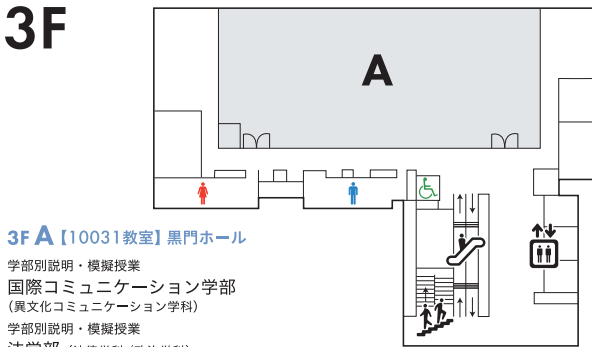 3F
A
3F A【10031教室】黒門ホール
学部別説明・模擬授業
国際コミュニケーション学部
(異文化コミュニケーション学科)
学部別説明・模擬授業
法学部